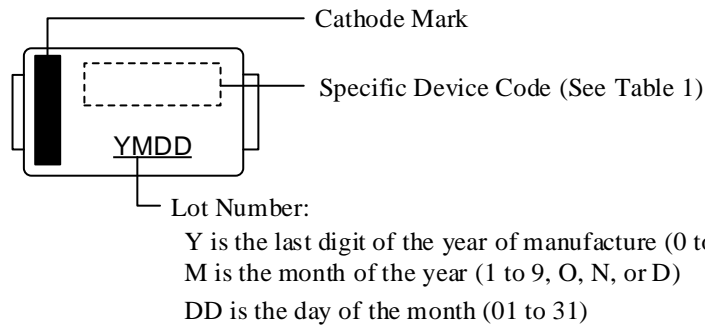 Cathode Mark
Specific Device Code (See Table 1)
YMDD
Lot Number:
Y is the last digit of the year of manufacture (0 t
M is the month of the year (1 to 9, O, N, or D)
DD is the day of the month (01 to 31)